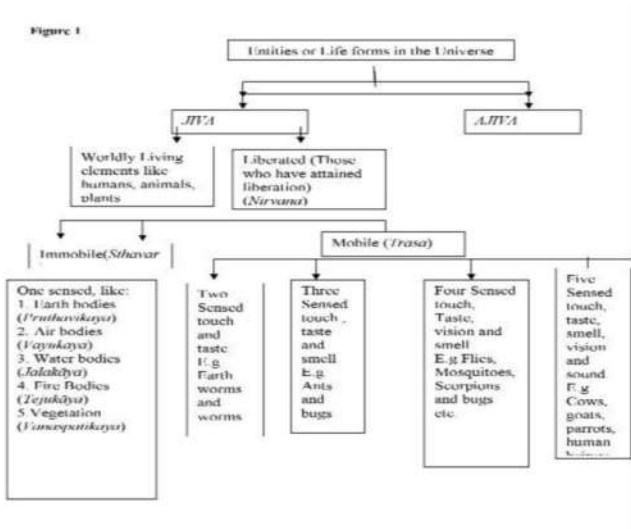 Figure 1
Entities or Life forms in the Universe
JIVA
AJIVA
Worldly Living
elements like
humans, animals,
plants
Liberated (Those
who have attained
liberation)
(Nirvana)
Immobile(Sthavar
Mobile (Trasa)
One sensed, like:
1. Earth bodies
(Pruthavikaya)
2. Air bodies
(Vayukaya)
3. Water bodies
(Jalakāya)
4. Fire Bodies
(Tejukāya)
5.Vegetation
(Vanaspatikaya)
Two
Sensed
touch
and
taste
E.g
Earth
worms
and
worms
Three
Sensed
touch ,
taste
and
smell
E.g
Ants
and
bugs
Four Sensed
touch,
Taste,
vision and
smell
E.g Flies,
Mosquitoes,
Scorpions
and bugs
etc
Five
Sensed
touch,
taste,
smell,
vision
and
sound
E.g
Cows,
goats,
parrots,
human